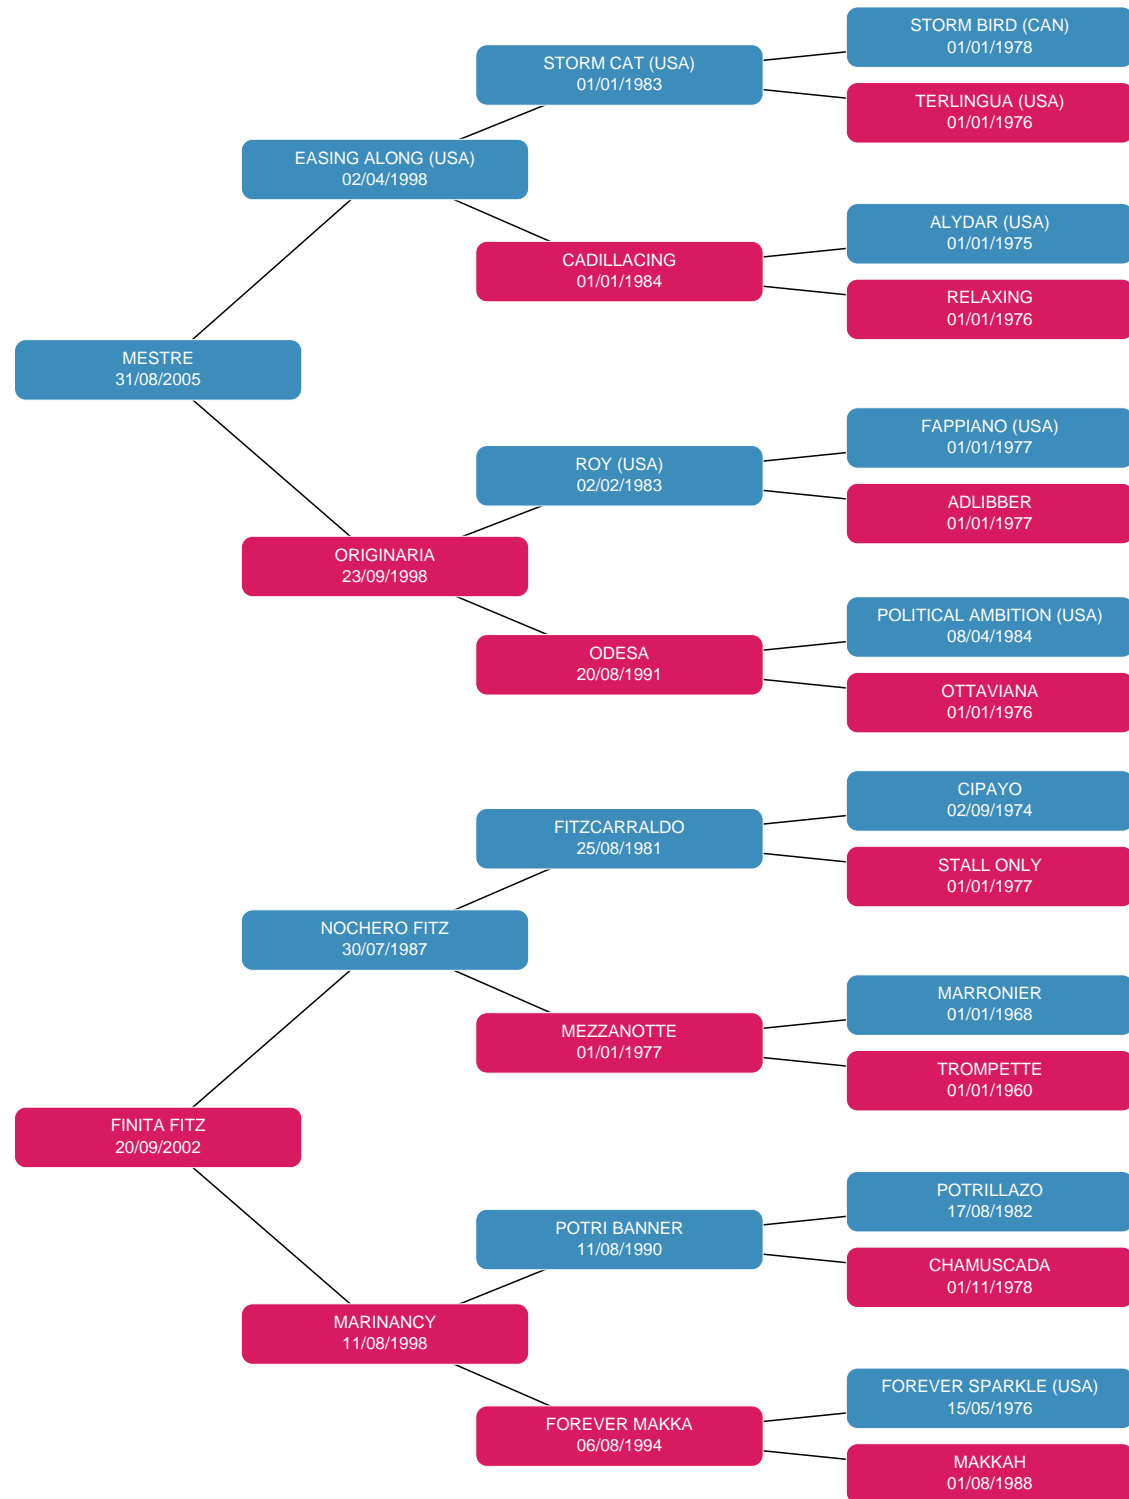 STORM BIRD (CAN)
01/01/1978
STORM CAT (USA)
01/01/1983
TERLINGUA (USA)
01/01/1976
EASING ALONG (USA)
02/04/1998
ALYDAR (USA)
01/01/1975
CADILLACING
01/01/1984
RELAXING
01/01/1976
MESTRE
31/08/2005
FAPPIANO (USA)
01/01/1977
ROY (USA)
02/02/1983
ADLIBBER
01/01/1977
ORIGINARIA
23/09/1998
POLITICAL AMBITION (USA)
08/04/1984
ODESA
20/08/1991
OTTAVIANA
01/01/1976
CIPAYO
02/09/1974
FITZCARRALDO
25/08/1981
STALL ONLY
01/01/1977
NOCHERO FITZ
30/07/1987
MARRONIER
01/01/1968
MEZZANOTTE
01/01/1977
TROMPETTE
01/01/1960
FINITA FITZ
20/09/2002
POTRILLAZO
17/08/1982
POTRI BANNER
11/08/1990
CHAMUSCADA
01/11/1978
MARINANCY
11/08/1998
FOREVER SPARKLE (USA)
15/05/1976
FOREVER MAKKA
06/08/1994
MAKKAH
01/08/1988